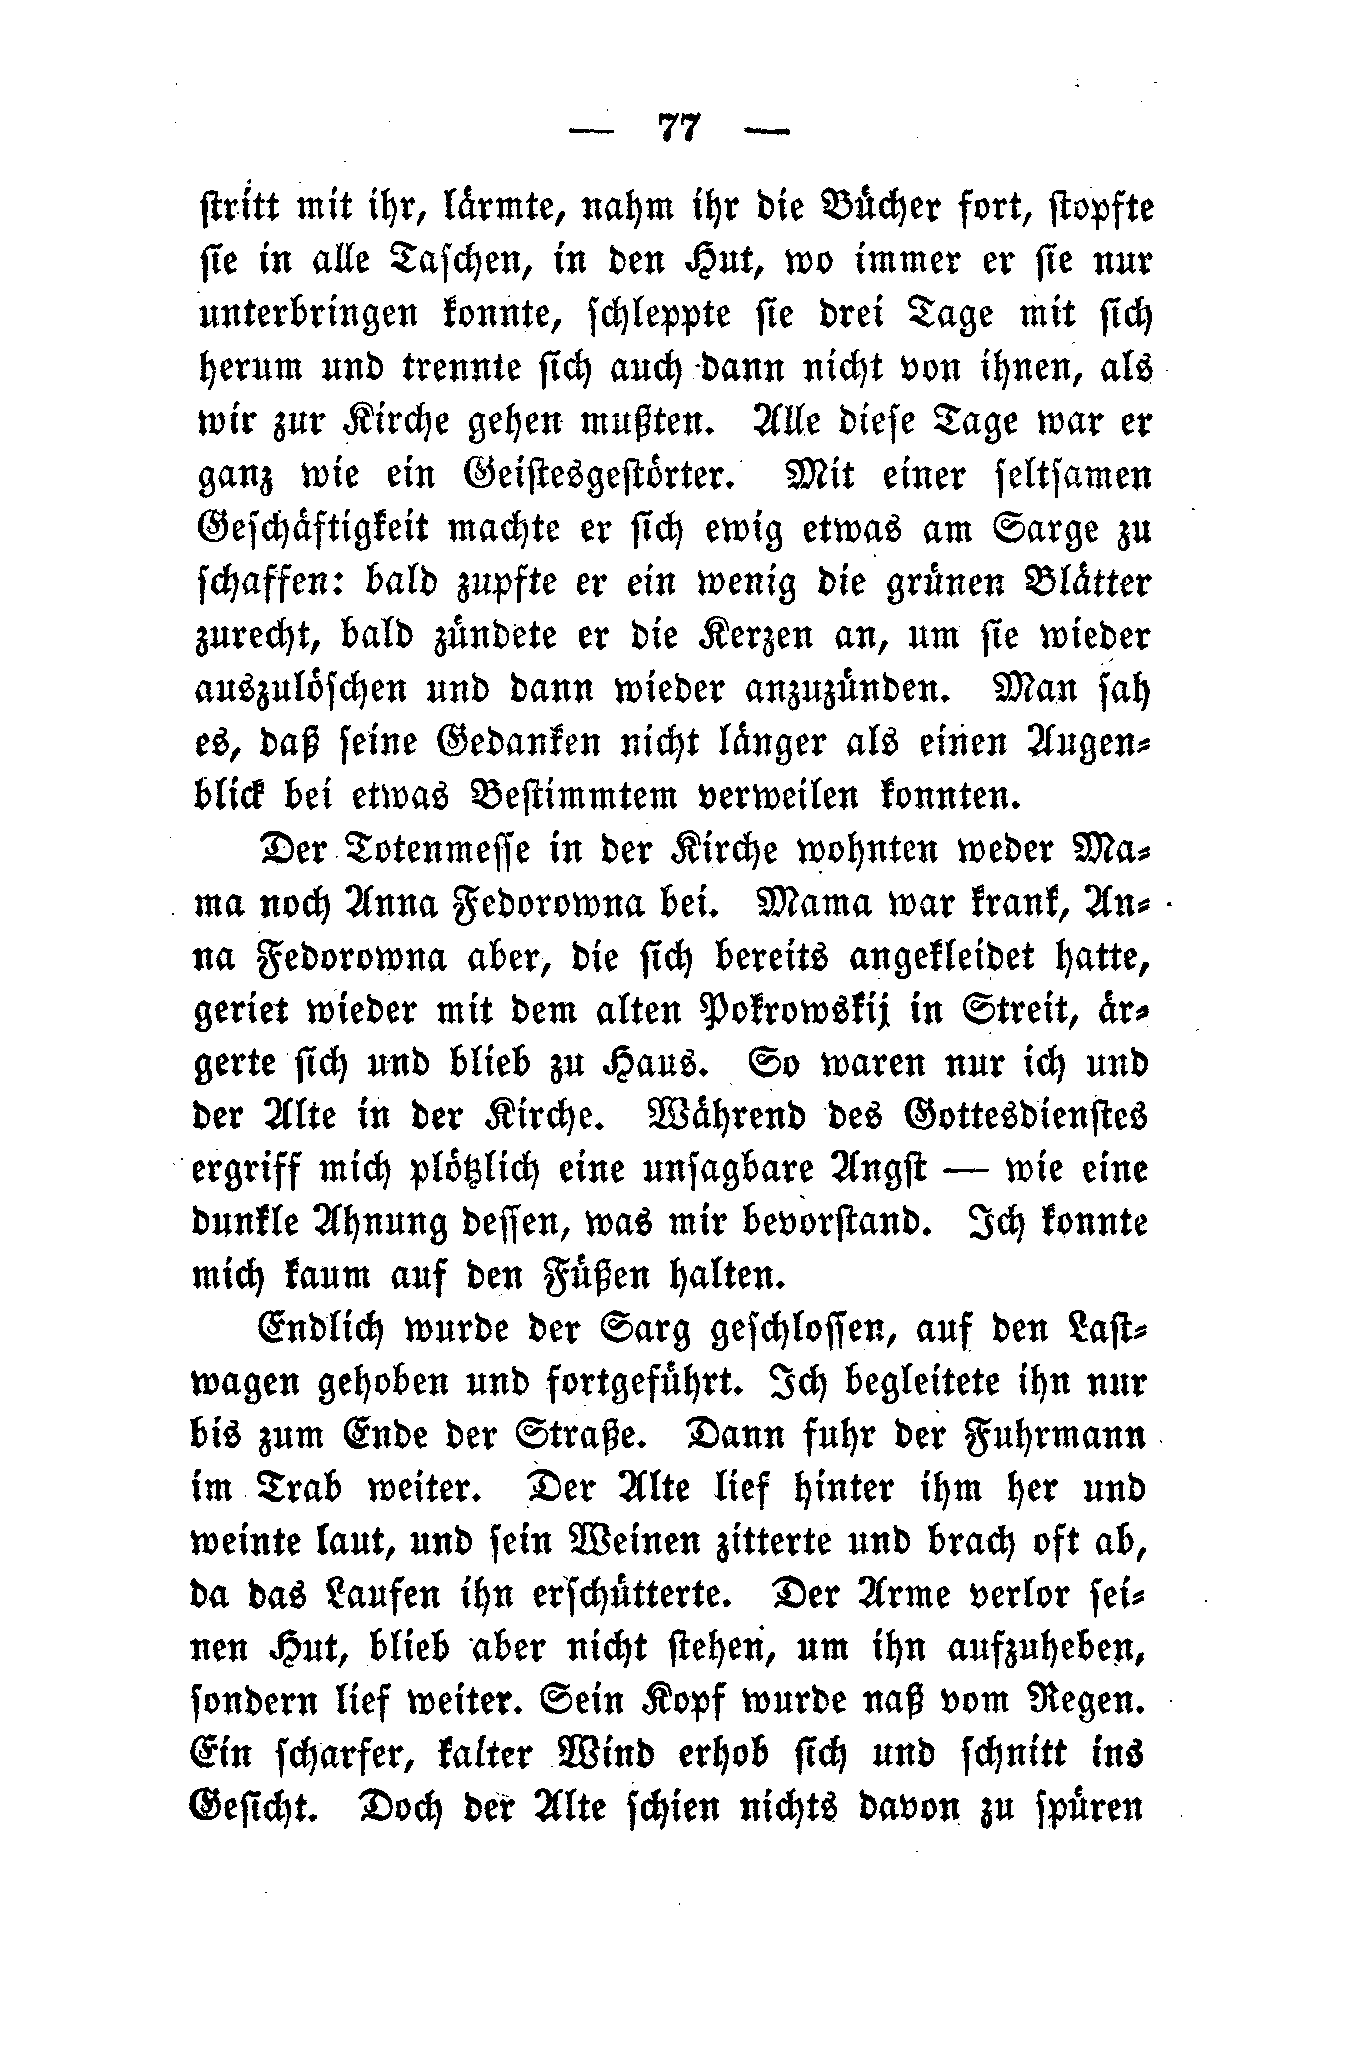 — 77 —
stritt mit ihr, lärmte, nahm ihr die Bücher fort, stopfte
sie in alle Taschen, in den Hut, wo immer er sie nur
unterbringen konnte, schleppte sie drei Tage mit sich
herum und trennte sich auch dann nicht von ihnen, als
wir zur Kirche gehen mußten. Alle diese Tage war er
ganz wie ein Geistesgestörter. Mit einer seltsamen
Geschäftigkeit machte er sich ewig etwas am Sarge zu
schaffen: bald zupfte er ein wenig die grünen Blätter
zurecht, bald zündete er die Kerzen an, um sie wieder
auszulöschen und dann wieder anzuzünden. Man sah
es, daß seine Gedanken nicht länger als einen Augen-
blick bei etwas Bestimmtem verweilen konnten.
Der Totenmesse in der Kirche wohnten weder Ma-
ma noch Anna Fedorowna bei. Mama war krank, An-
na Fedorowna aber, die sich bereits angekleidet hatte,
geriet wieder mit dem alten Pokrowskij in Streit, är-
gerte sich und blieb zu Haus. So waren nur ich und
der Alte in der Kirche. Während des Gottesdienstes
ergriff mich plötzlich eine unsagbare Angst — wie eine
dunkle Ahnung dessen, was mir bevorstand. Ich konnte
mich kaum auf den Füßen halten.
Endlich wurde der Sarg geschlossen, auf den Last-
wagen gehoben und fortgeführt. Ich begleitete ihn nur
bis zum Ende der Straße. Dann fuhr der Fuhrmann
im Trab weiter. Der Alte lief hinter ihm her und
weinte laut, und sein Weinen zitterte und brach oft ab,
da das Laufen ihn erschütterte. Der Arme verlor sei-
nen Hut, blieb aber nicht stehen, um ihn aufzuheben,
sondern lief weiter. Sein Kopf wurde naß vom Regen.
Ein scharfer, kalter Wind erhob sich und schnitt ins
Gesicht. Doch der Alte schien nichts davon zu spüren